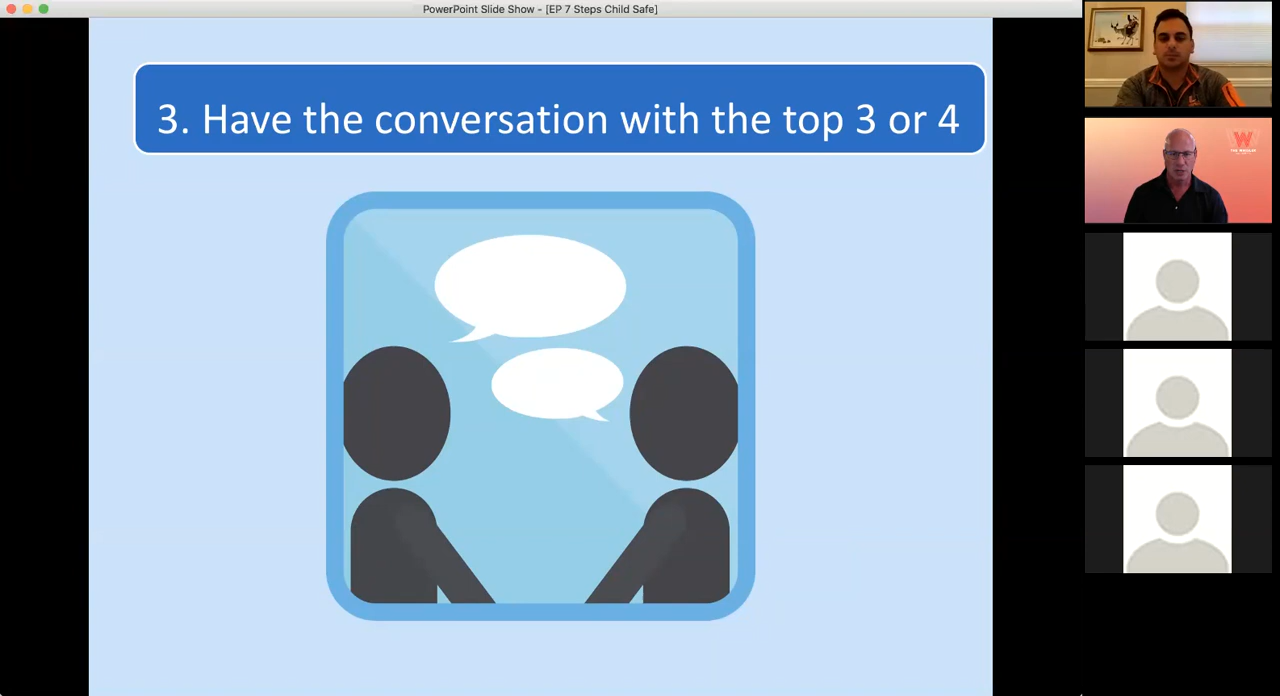 PowerPoint Slide Show - [EP 7 Steps Child Safe]
3. Have the conversation with the top 3 or 4
W